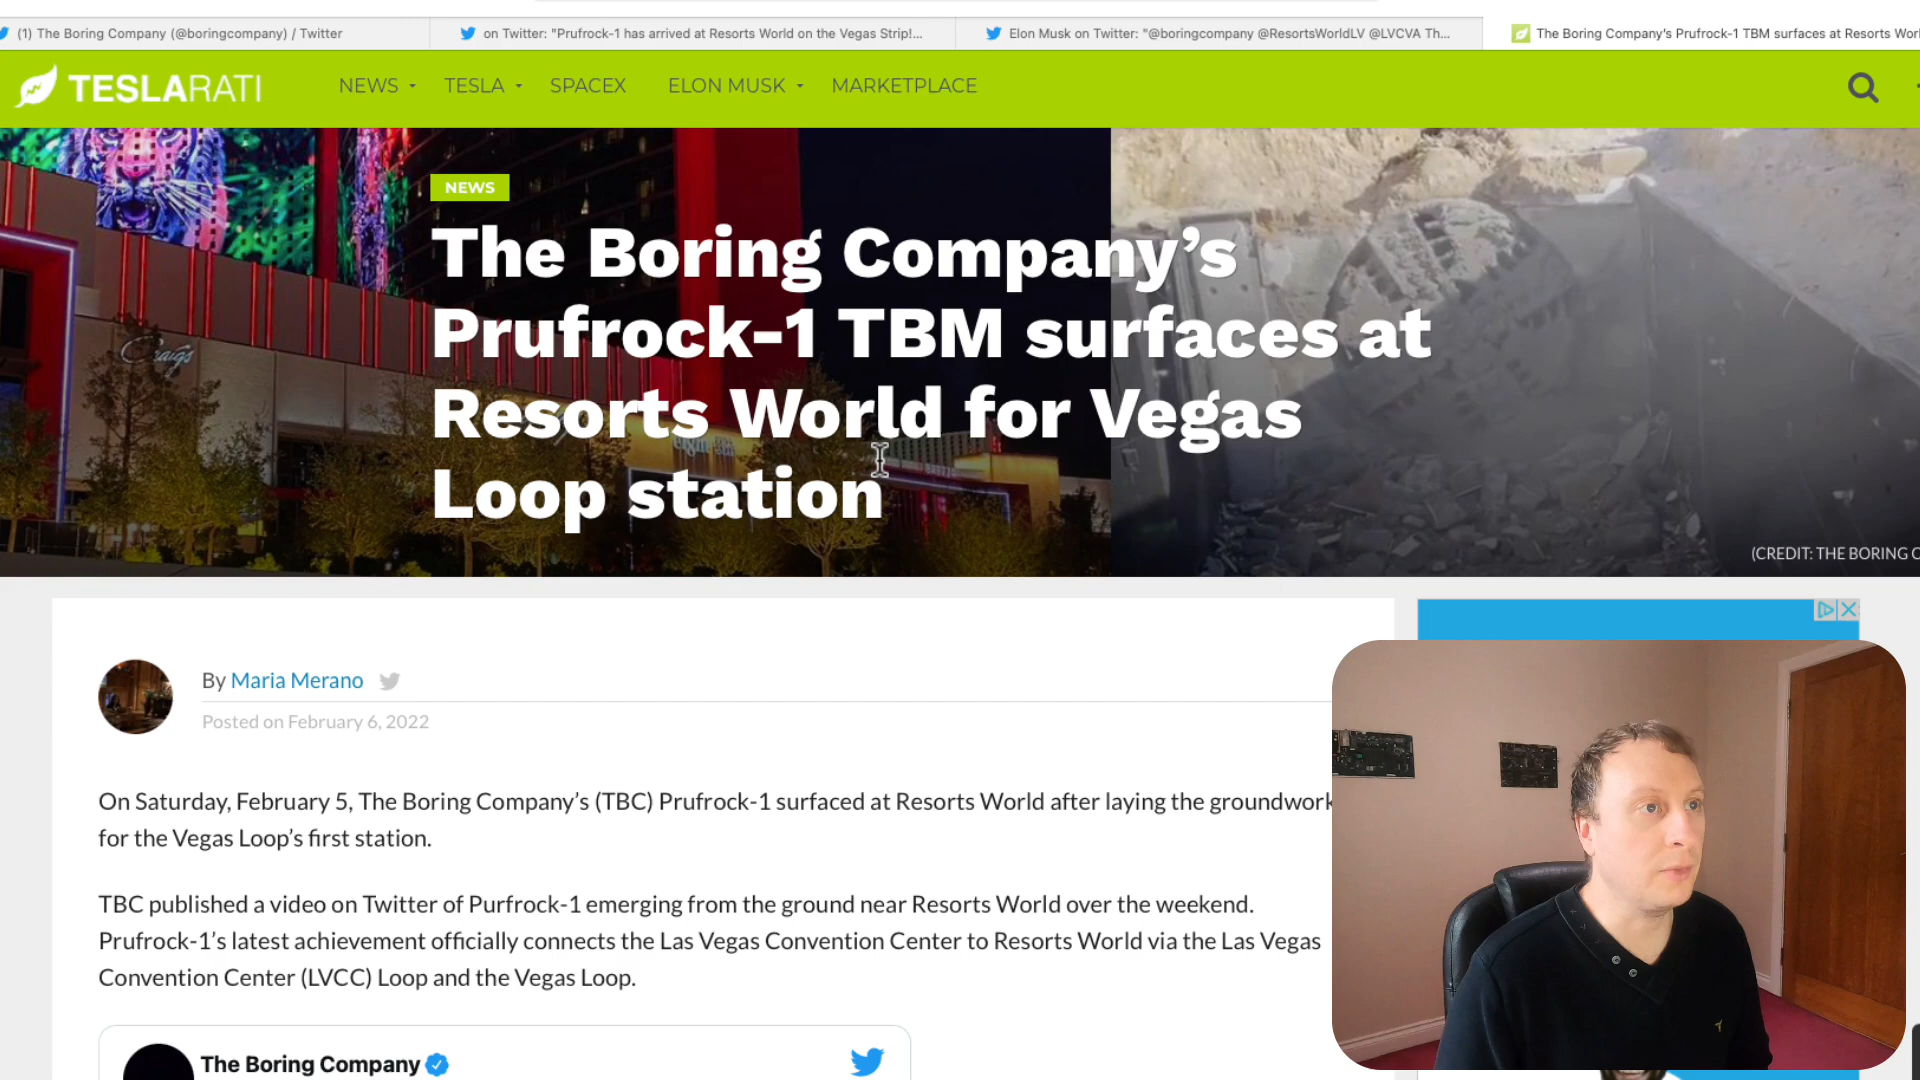 (1) The Boring Company (@boringcompany) / Twitter
on Twitter: "Prufrock-1 has arrived at Resorts World on the Vegas Strip!...
Elon Musk on Twitter: "@boringcompany @ResortsWorldLV @LVCVA Th...
The Boring Company's Prufrock-1 TBM surfaces at Resorts Worl
TESLARATI
NEWS
TESLA
SPACEX
ELON MUSK
MARKETPLACE
Craigs
NEWS
The Boring Company’s
Prufrock-1 TBM surfaces at
Resorts World for Vegas
Loop station
(CREDIT: THE BORING C
By Maria Merano
Posted on February 6, 2022
On Saturday, February 5, The Boring Company’s (TBC) Prufrock-1 surfaced at Resorts World after laying the groundwork
for the Vegas Loop’s first station.
TBC published a video on Twitter of Purfrock-1 emerging from the ground near Resorts World over the weekend.
Prufrock-1’s latest achievement officially connects the Las Vegas Convention Center to Resorts World via the Las Vegas
Convention Center (LVCC) Loop and the Vegas Loop.
The Boring Company